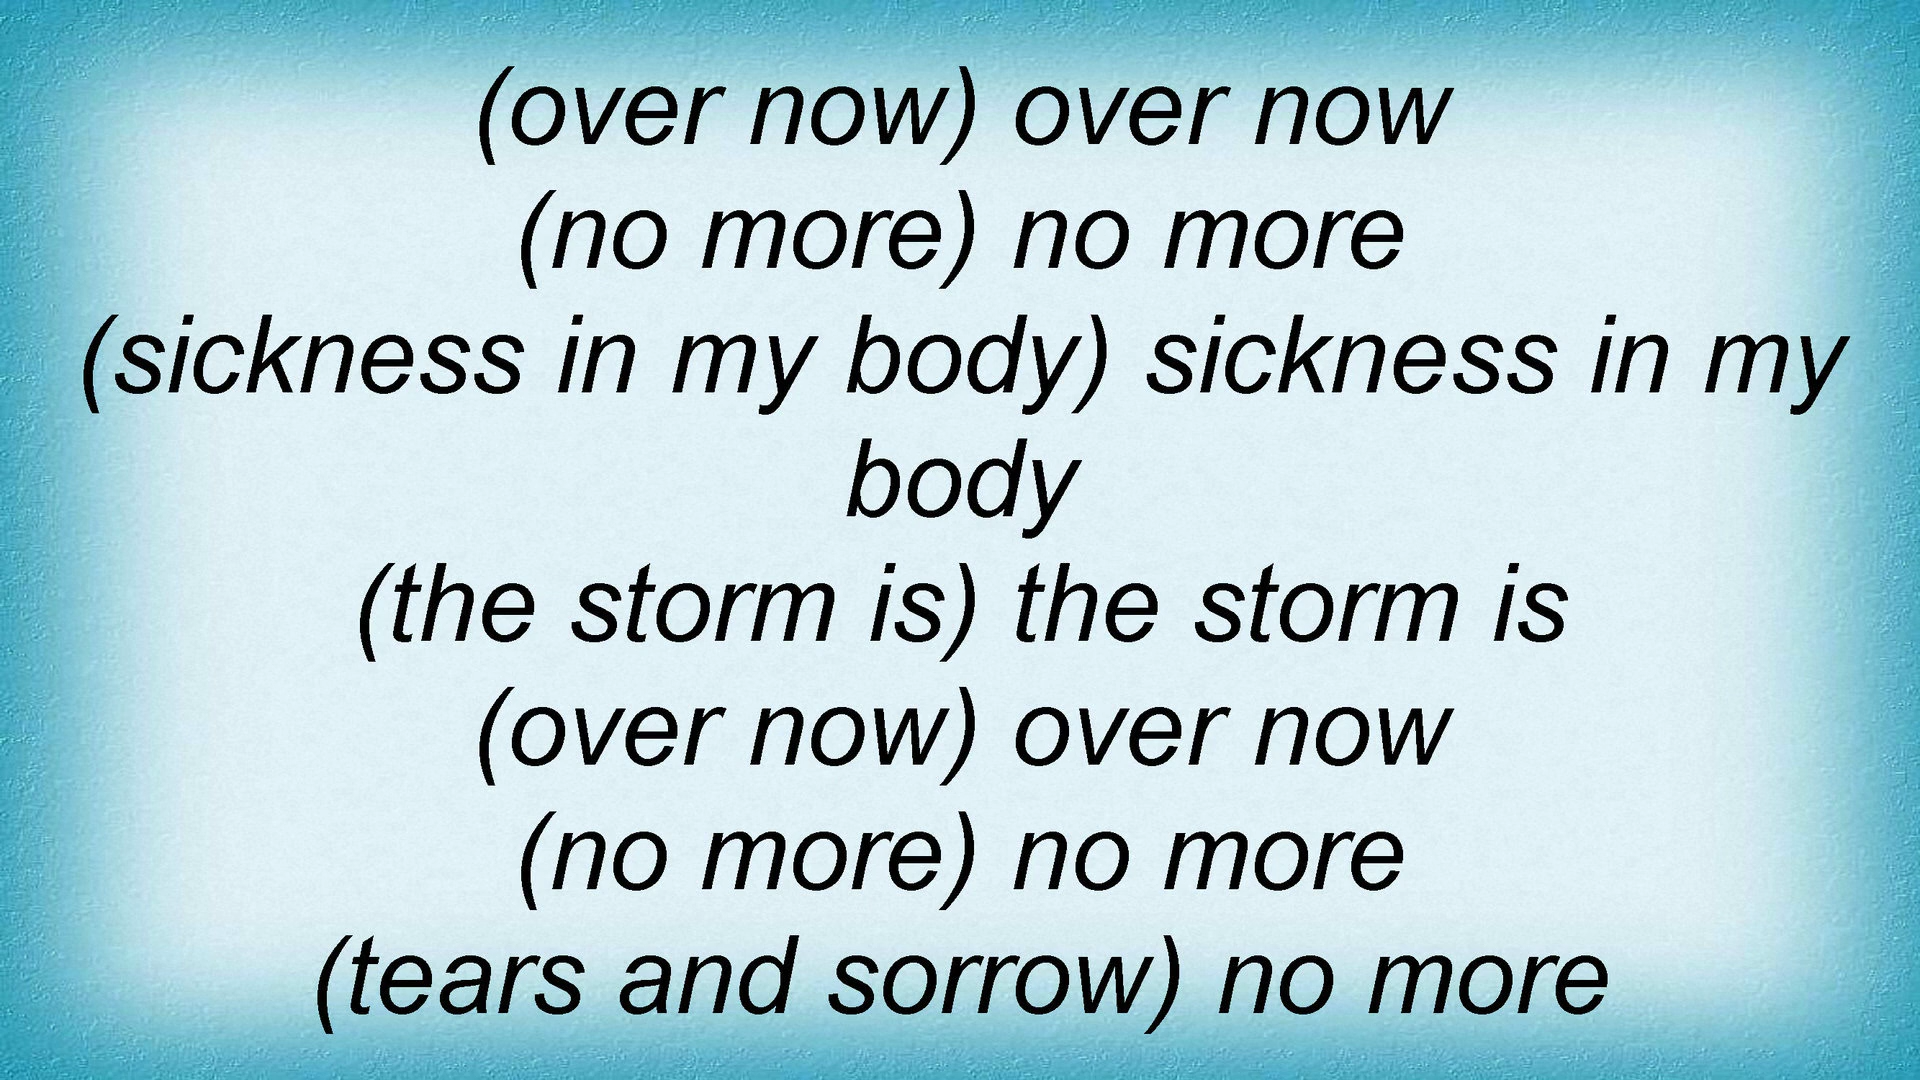 (over now) over now
(no more) no more
(sickness in my body) sickness in my
body
(the storm is) the storm is
(over now) over now
(no more) no more
(tears and sorrow) no more